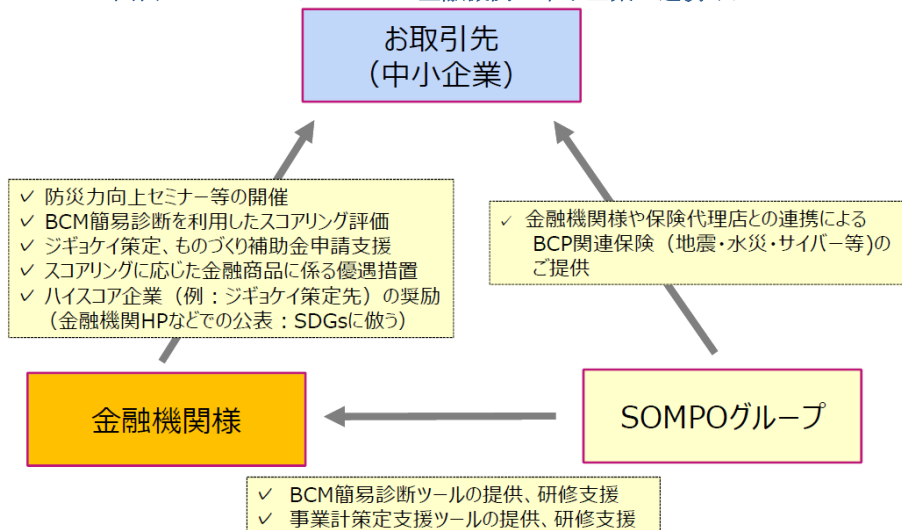 お取引先
(中小企業)
✓ 防災力向上セミナー等の開催
✓ BCM簡易診断を利用したスコアリング評価
✓ ジギョケイ策定、ものづくり補助金申請支援
✓ スコアリングに応じた金融商品に係る優遇措置
✓ ハイスコア企業（例：ジギョケイ策定先）の奨励
（金融機関HPなどでの公表：SDGsに倣う）
✓ 金融機関様や保険代理店との連携による
BCP関連保険（地震・水災・サイバー等)の
ご提供
金融機関様
SOMPOグループ
✓ BCM簡易診断ツールの提供、研修支援
✓ 事業計策定支援ツールの提供、研修支援